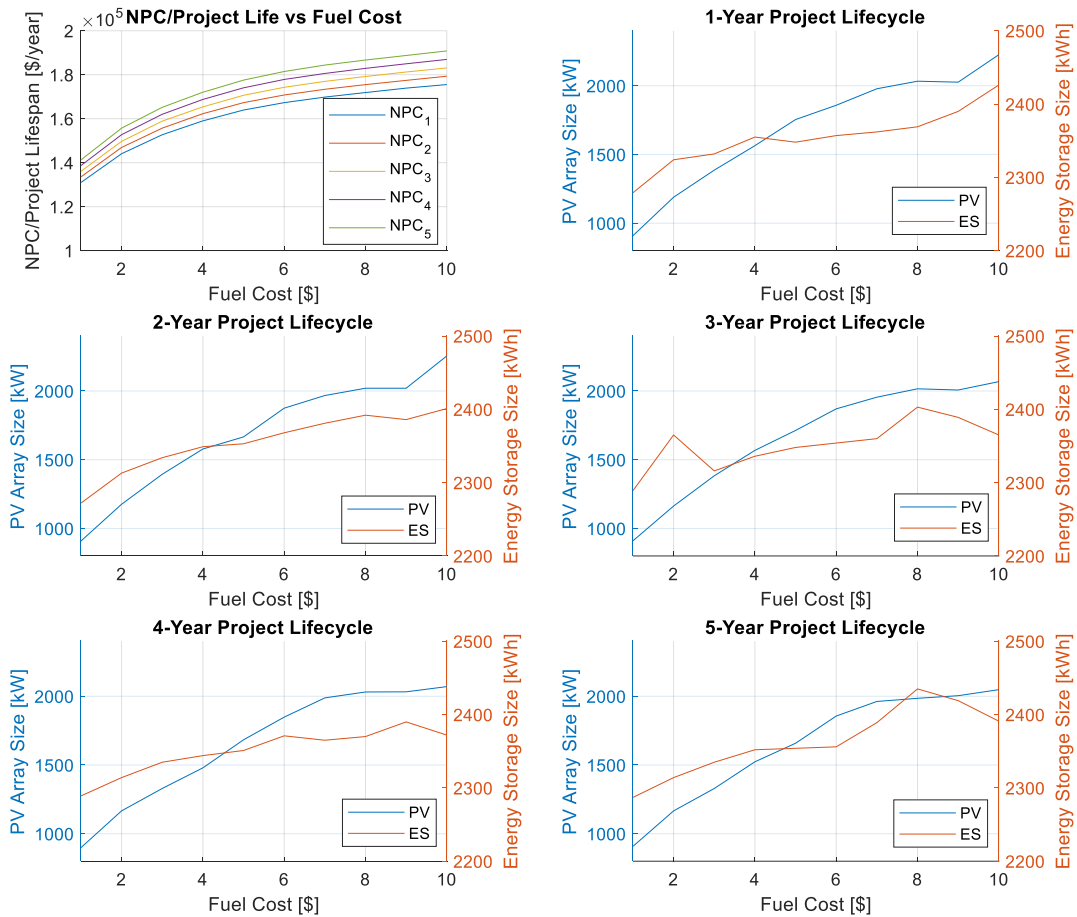 ×10⁵ NPC/Project Life vs Fuel Cost
NPC/Project Lifespan [$/year]
2
1.8
1.6
1.4
1.2
1
NPC₁
NPC₂
NPC₃
NPC₄
NPC₅
2 4 6 8 10
Fuel Cost [$]
1-Year Project Lifecycle
PV Array Size [kW]
2000
1500
1000
2500
2400
2300
2200
Energy Storage Size [kWh]
PV
ES
2 4 6 8 10
Fuel Cost [$]
2-Year Project Lifecycle
PV Array Size [kW]
2000
1500
1000
2500
2400
2300
2200
Energy Storage Size [kWh]
PV
ES
2 4 6 8 10
Fuel Cost [$]
3-Year Project Lifecycle
PV Array Size [kW]
2000
1500
1000
2500
2400
2300
2200
Energy Storage Size [kWh]
PV
ES
2 4 6 8 10
Fuel Cost [$]
4-Year Project Lifecycle
PV Array Size [kW]
2000
1500
1000
2500
2400
2300
2200
Energy Storage Size [kWh]
PV
ES
2 4 6 8 10
Fuel Cost [$]
5-Year Project Lifecycle
PV Array Size [kW]
2000
1500
1000
2500
2400
2300
2200
Energy Storage Size [kWh]
PV
ES
2 4 6 8 10
Fuel Cost [$]